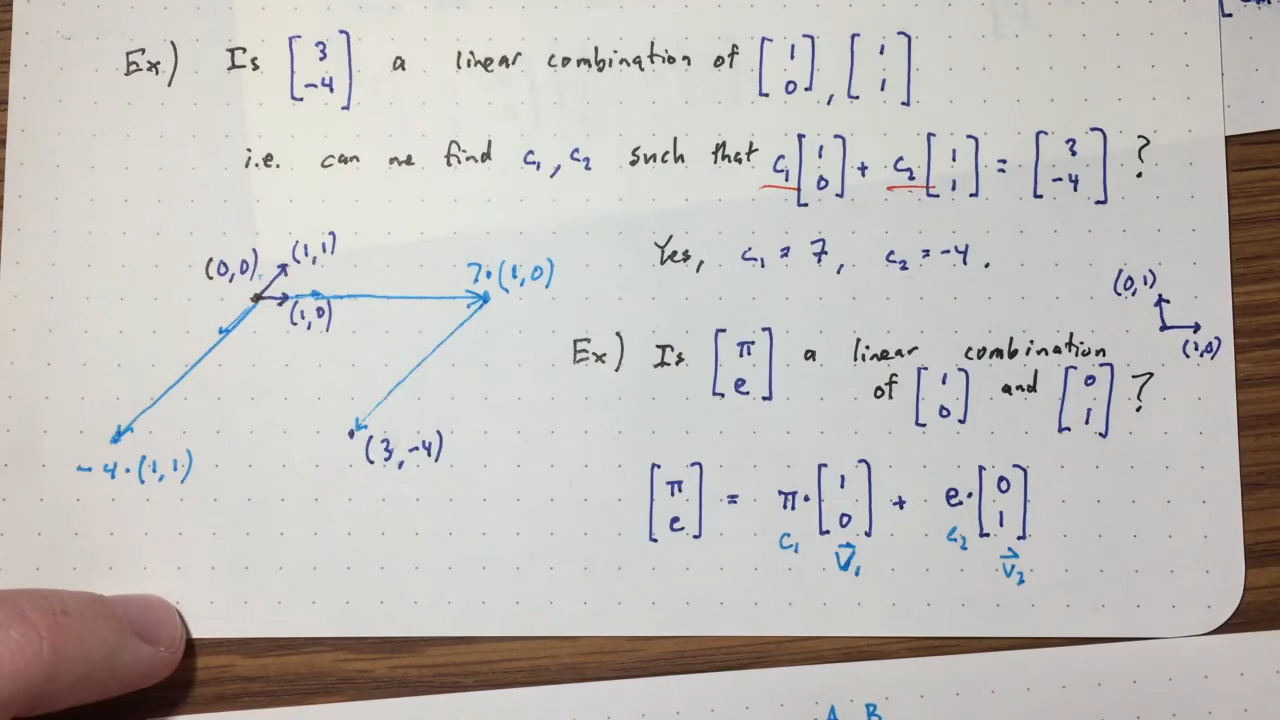 Ex) Is [3 -4] a linear combination of [1 0], [1 1]
i.e. can we find c₁, c₂ such that c₁[1 0] + c₂[1 1] = [3 -4] ?
Yes, c₁ = 7, c₂ = -4.
(0,0) (1,1)
(1,0)
7·(1,0)
-4·(1,1)
(3,-4)
(0,1)
(1,0)
Ex) Is [π e] a linear combination
of [1 0] and [0 1] ?
[π e] = π·[1 0] + e·[0 1]
c₁ v⃗₁ c₂ v⃗₂
A B